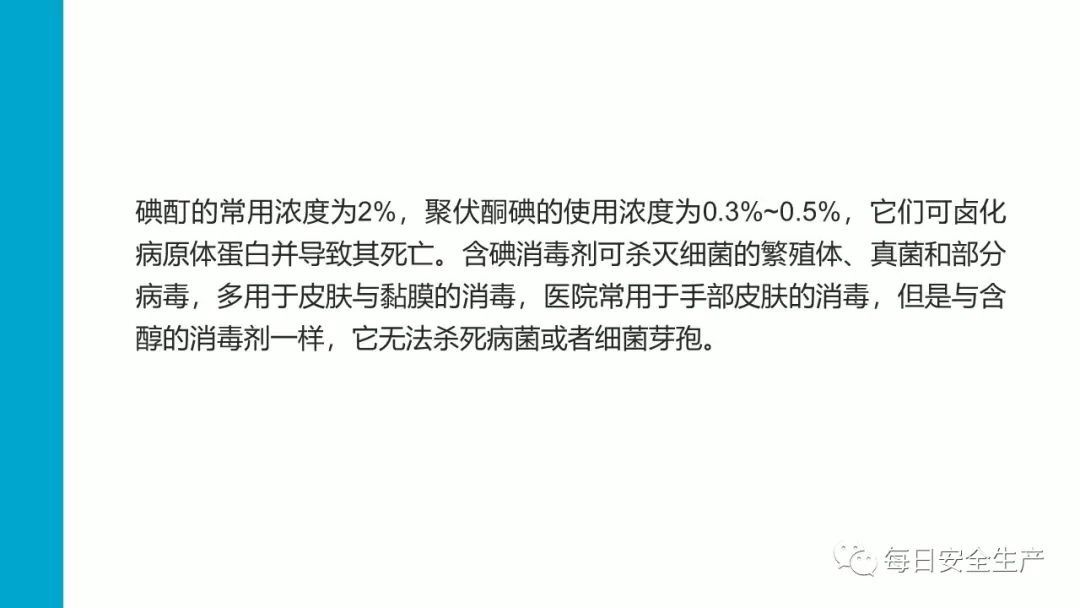 碘酊的常用浓度为2%，聚伏酮碘的使用浓度为0.3%~0.5%，它们可卤化
病原体蛋白并导致其死亡。含碘消毒剂可杀灭细菌的繁殖体、真菌和部分
病毒，多用于皮肤与黏膜的消毒，医院常用于手部皮肤的消毒，但是与含
醇的消毒剂一样，它无法杀死病菌或者细菌芽孢。
每日安全生产